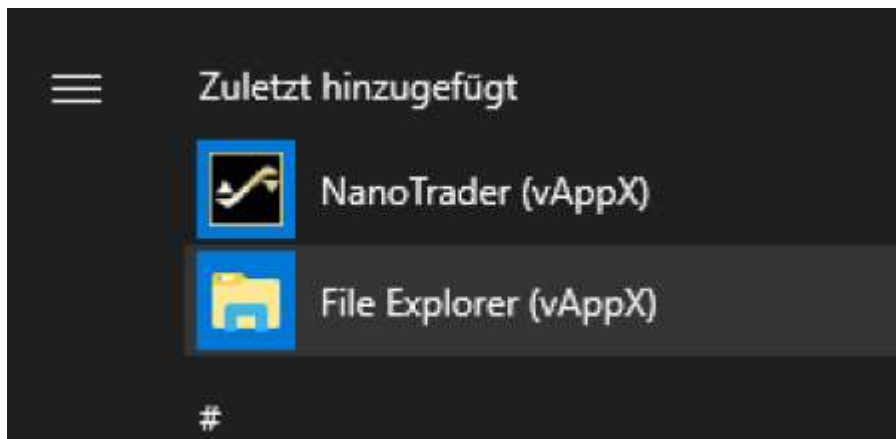 Zuletzt hinzugefügt
NanoTrader (vAppX)
File Explorer (vAppX)
#